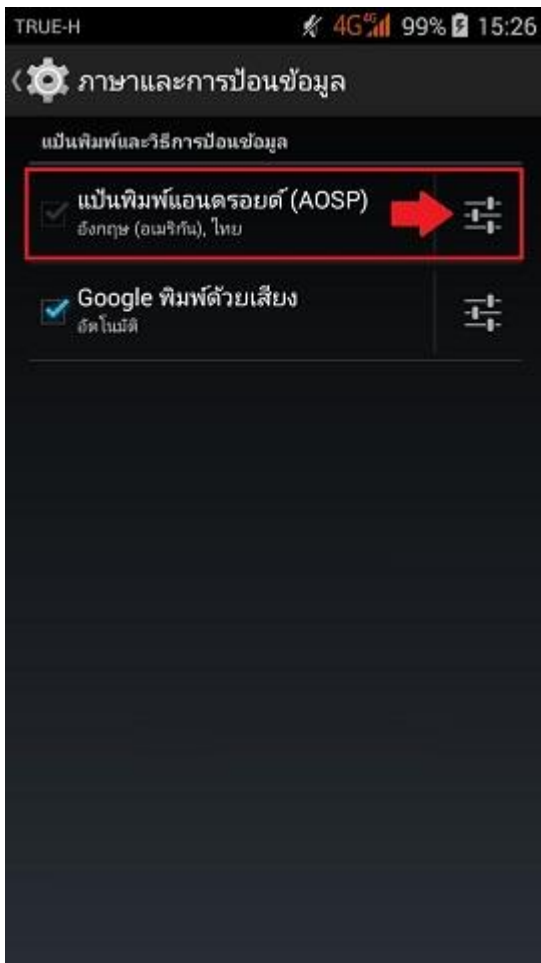 TRUE-H 4G 4G 99% 15:26
ภาษาและการป้อนข้อมูล
แป้นพิมพ์และวิธีการป้อนข้อมูล
แป้นพิมพ์แอนดรอยด์ (AOSP)
อังกฤษ (อเมริกัน), ไทย
Google พิมพ์ด้วยเสียง
อัตโนมัติ